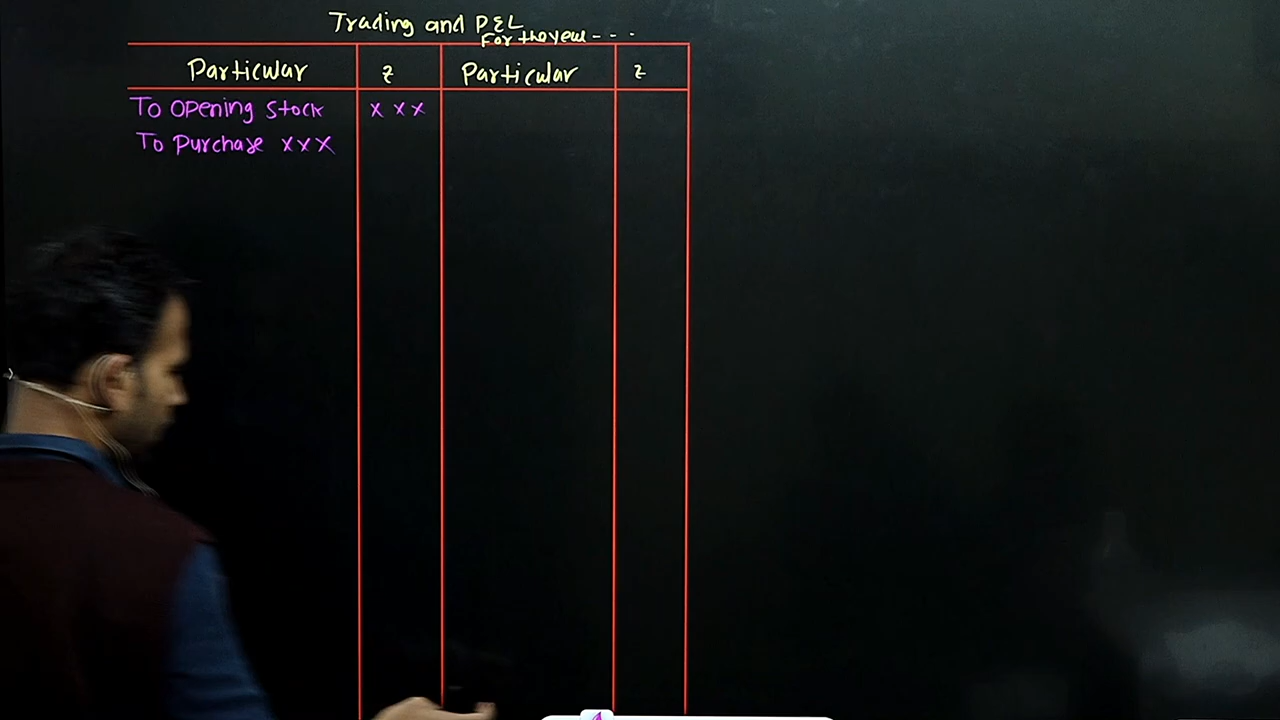 Trading and P&L
For the year - - -
Particular ₹ Particular ₹
To Opening Stock x x x
To Purchase x x x